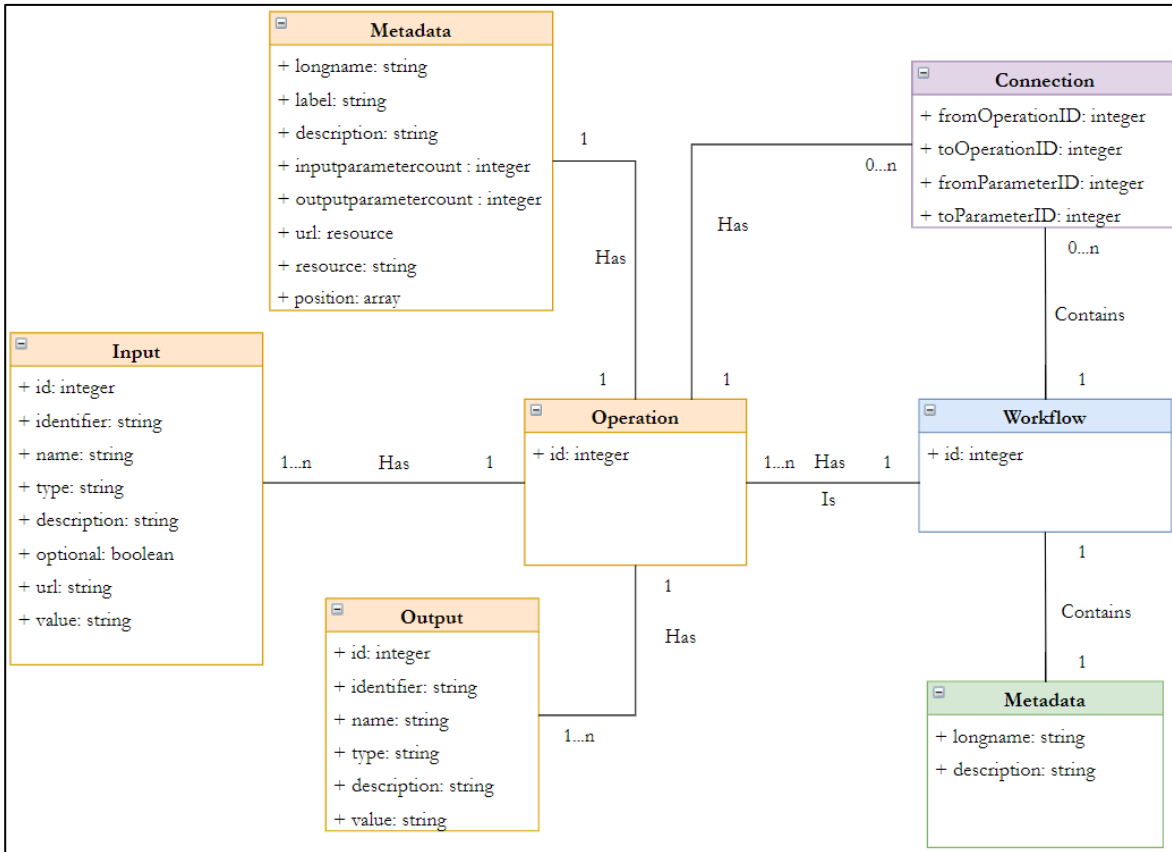 Metadata
+ longname: string
+ label: string
+ description: string
+ inputparametercount : integer
+ outputparametercount : integer
+ url: resource
+ resource: string
+ position: array
1
Has
1
Connection
+ fromOperationID: integer
+ toOperationID: integer
+ fromParameterID: integer
+ toParameterID: integer
0...n
Has
1
0...n
Contains
1
Input
+ id: integer
+ identifier: string
+ name: string
+ type: string
+ description: string
+ optional: boolean
+ url: string
+ value: string
1...n
Has
1
Operation
+ id: integer
1...n
Has
1
Is
Workflow
+ id: integer
1
Has
1...n
Output
+ id: integer
+ identifier: string
+ name: string
+ type: string
+ description: string
+ value: string
1
Contains
1
Metadata
+ longname: string
+ description: string